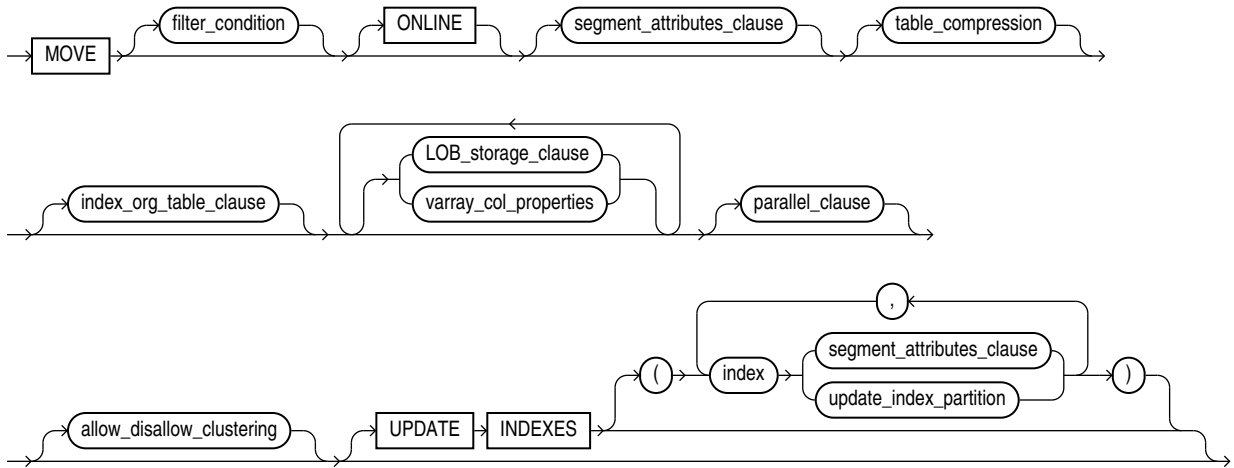 MOVE filter_condition ONLINE segment_attributes_clause table_compression
index_org_table_clause LOB_storage_clause parallel_clause
varray_col_properties
,
( index segment_attributes_clause )
update_index_partition
allow_disallow_clustering UPDATE INDEXES